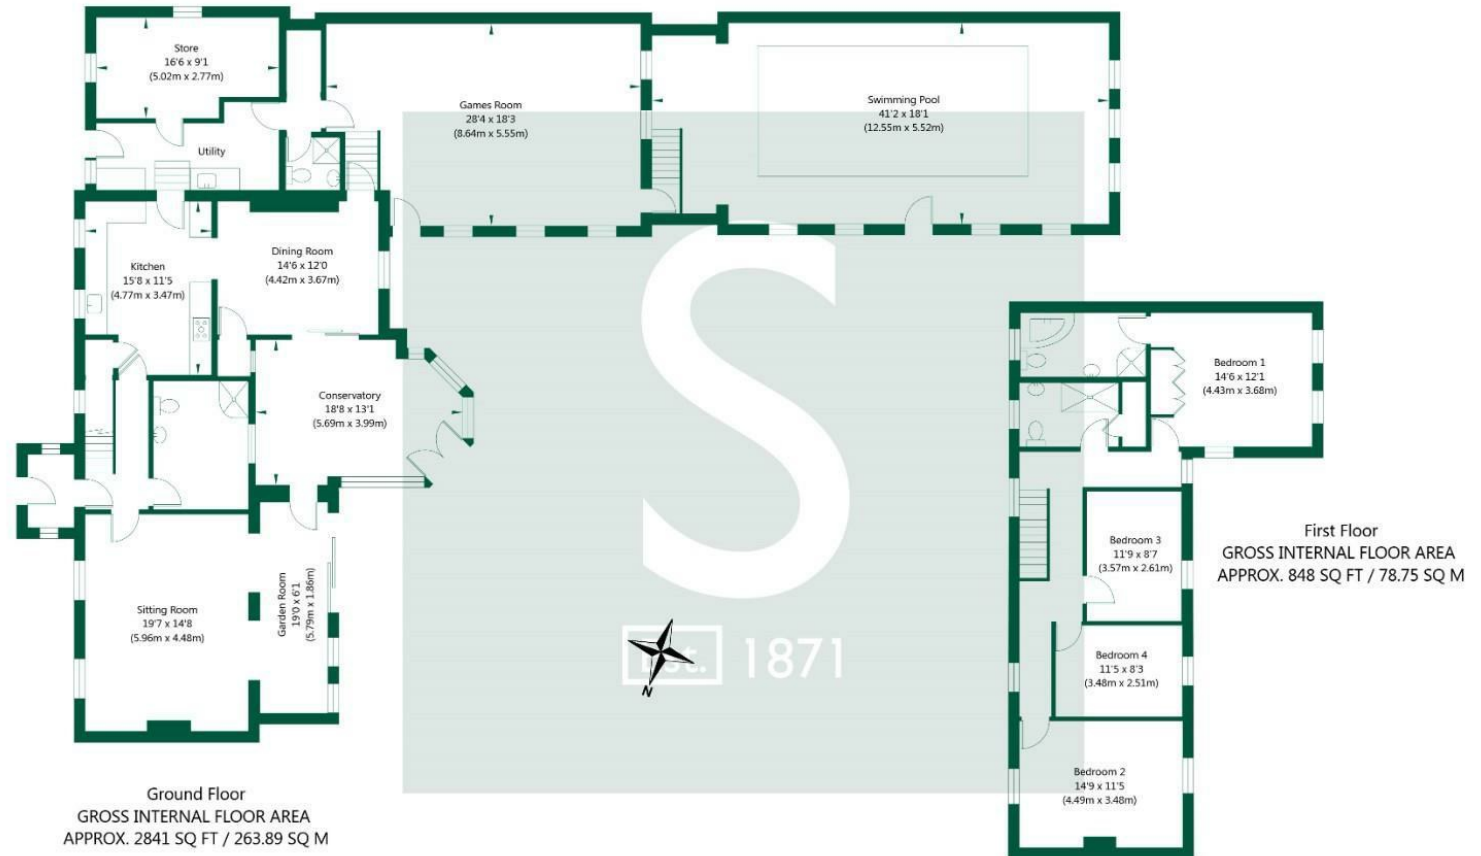 Store
16'6 x 9'1
(5.02m x 2.77m)
Utility
Games Room
28'4 x 18'3
(8.64m x 5.55m)
Swimming Pool
41'2 x 18'1
(12.55m x 5.52m)
Kitchen
15'8 x 11'5
(4.77m x 3.47m)
Dining Room
14'6 x 12'0
(4.42m x 3.67m)
Conservatory
18'8 x 13'1
(5.69m x 3.99m)
Sitting Room
19'7 x 14'8
(5.96m x 4.48m)
Garden Room
19'0 x 6'1
(5.79m x 1.86m)
Ground Floor
GROSS INTERNAL FLOOR AREA
APPROX. 2841 SQ FT / 263.89 SQ M
S
Est. 1871
N
Bedroom 1
14'6 x 12'1
(4.43m x 3.68m)
Bedroom 3
11'9 x 8'7
(3.57m x 2.61m)
Bedroom 4
11'5 x 8'3
(3.48m x 2.51m)
Bedroom 2
14'9 x 11'5
(4.49m x 3.48m)
First Floor
GROSS INTERNAL FLOOR AREA
APPROX. 848 SQ FT / 78.75 SQ M